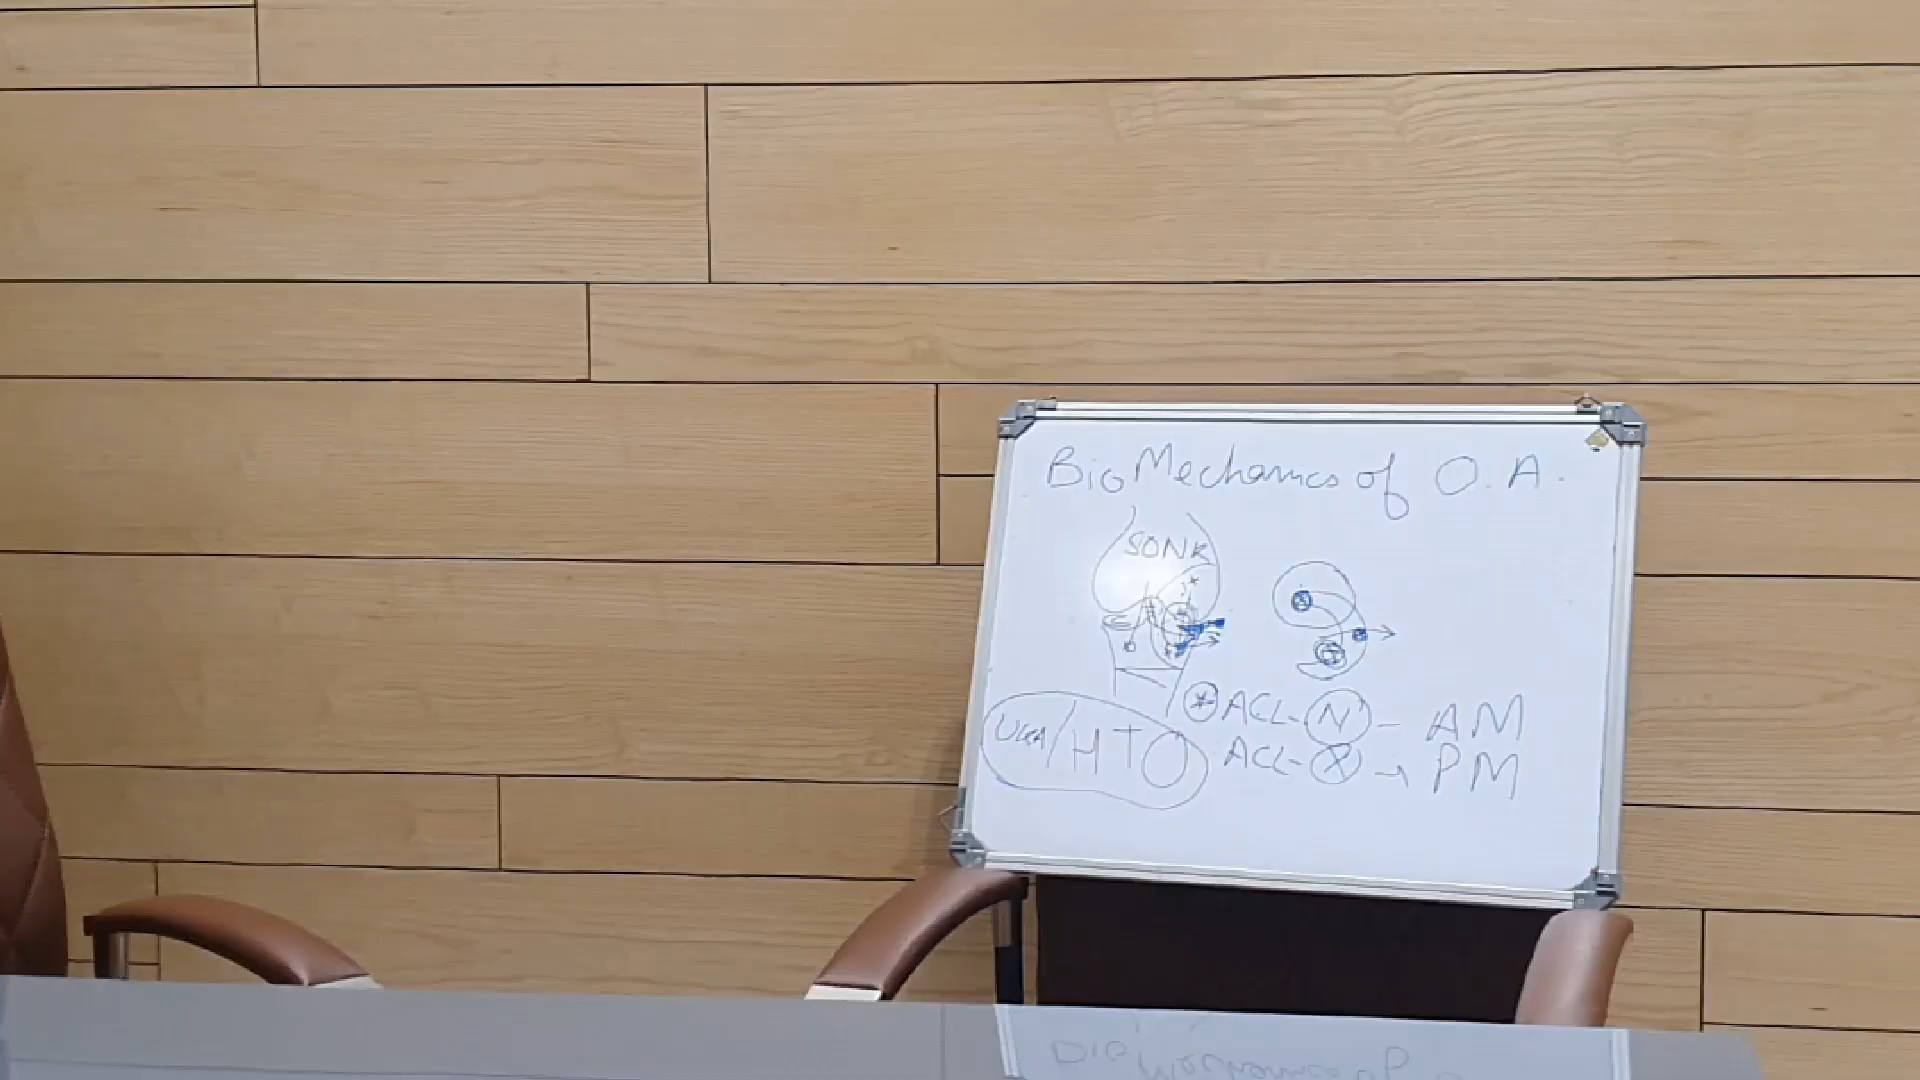 BioMechanics of O.A.
SONK
ACL-N - AM
UKA/HTO
ACL-X → PM